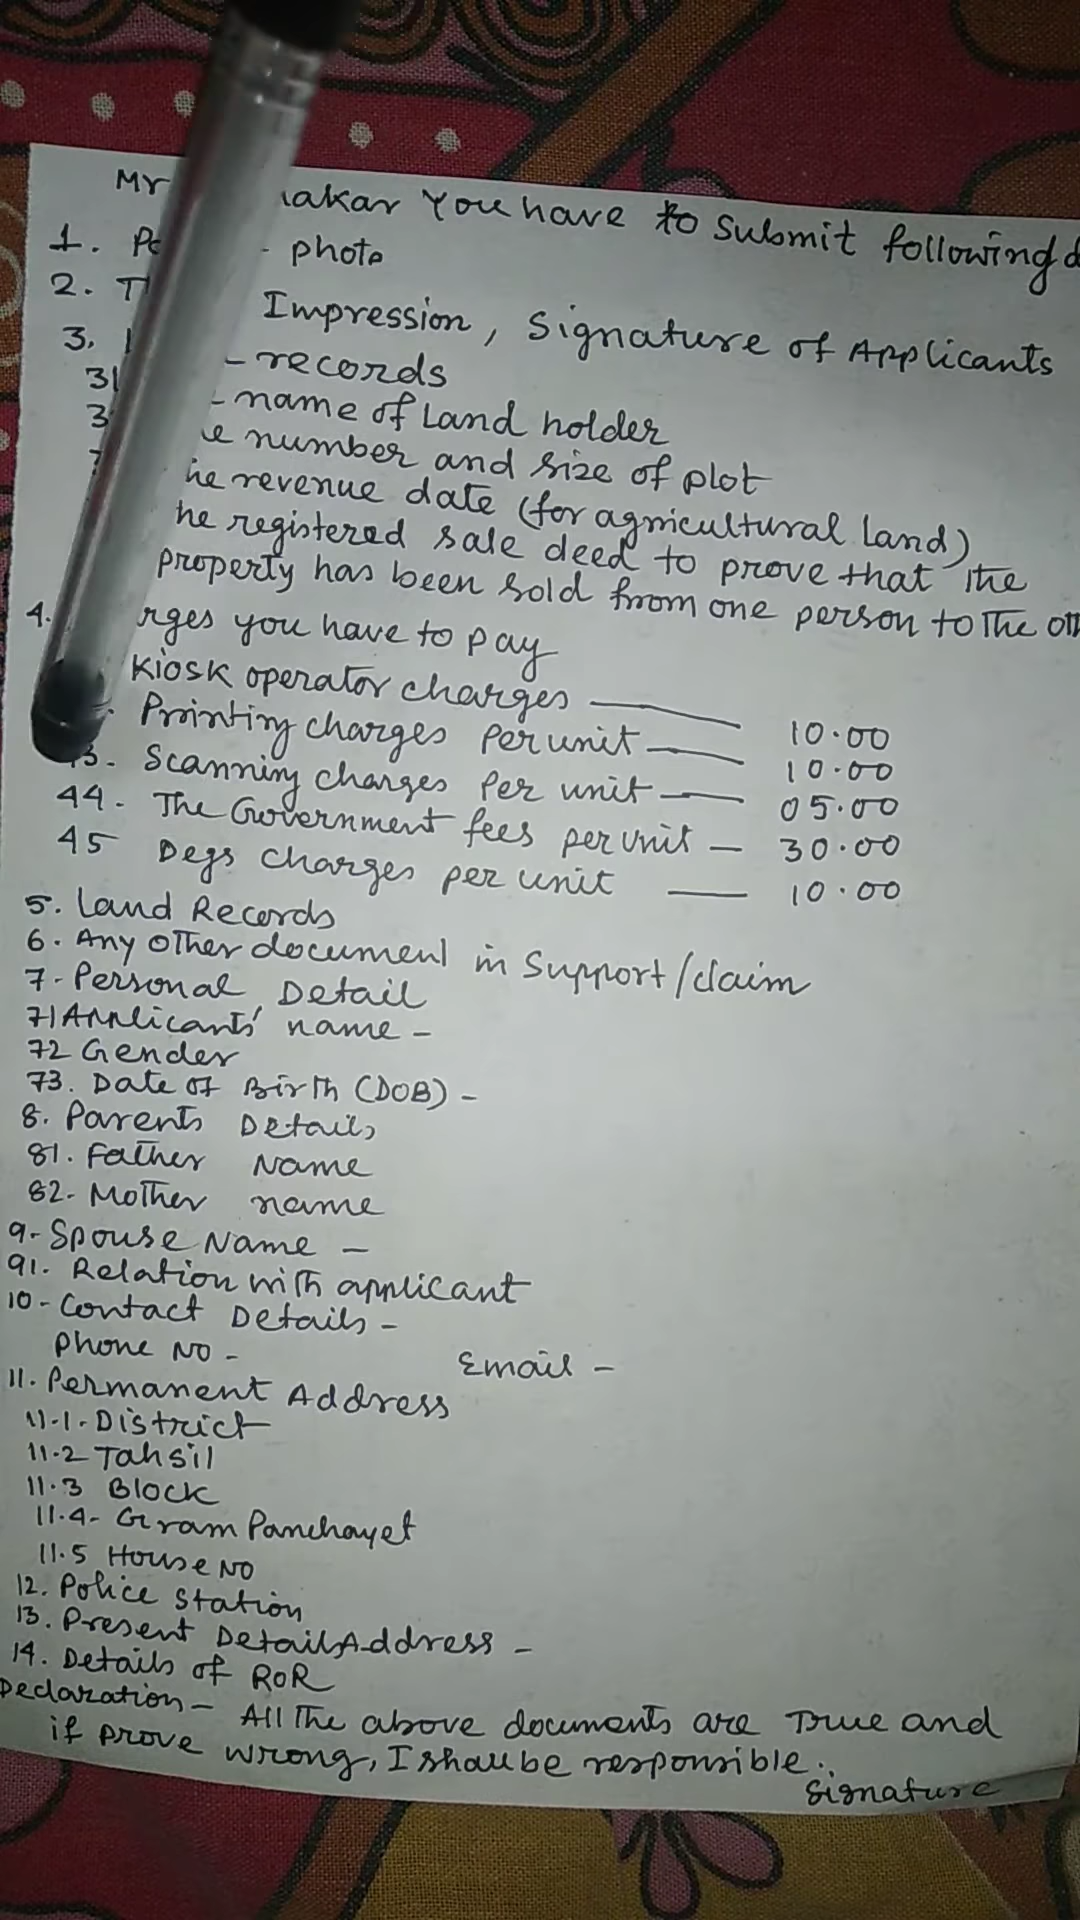 Mr akar You have to submit following d
1. P - photo
2. T Impression, Signature of Applicants
3. - records
31 - name of Land holder
3 e number and size of plot
he revenue date (for agricultural land)
he registered sale deed to prove that the
property has been sold from one person to The oth
4. rges you have to pay
Kiosk operator charges — 10.00
Printing charges Per unit — 10.00
3. Scanning charges Per unit — 05.00
44. The Government fees per unit — 30.00
45 Degs charges per unit — 10.00
5. Land Records
6. Any other document in Support/claim
7. Personal Detail
71 Applicants' name -
72 Gender
73. Date of Birth (DOB) -
8. Parents Details
81. Father Name
82. Mother name
9- Spouse Name -
91. Relation with applicant
10- Contact Details -
Phone No - Email -
11. Permanent Address
11.1. District
11.2 Tahsil
11.3 Block
11.4- Gram Panchayet
11.5 House No
12. Police Station
13. Present Details Address -
14. Details of ROR
Declaration - All The above documents are True and
if prove wrong, I shall be responsible.
Signature